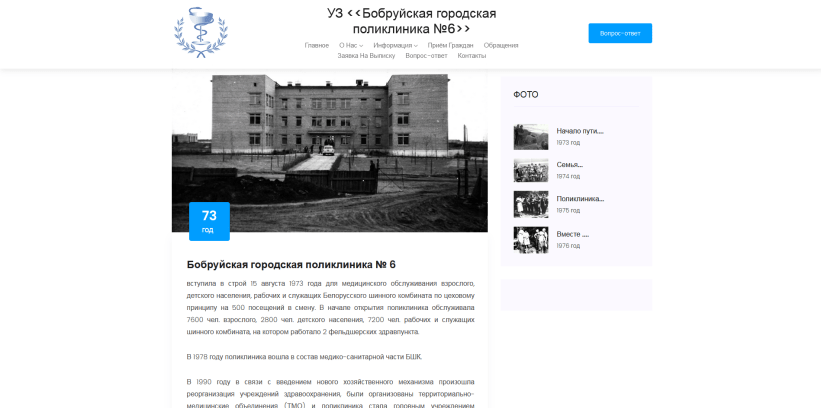 УЗ <<Бобруйская городская
поликлиника №6>>
Главное О Нас Информация Приём Граждан Обращения
Заявка На Выписку Вопрос-ответ Контакты
Вопрос-ответ
73
год
Бобруйская городская поликлиника № 6
вступила в строй 15 августа 1973 года для медицинского обслуживания взрослого,
детского населения, рабочих и служащих Белорусского шинного комбината по цеховому
принципу на 500 посещений в смену. В начале открытия поликлиника обслуживала
7600 чел. взрослого, 2800 чел. детского населения, 7200 чел. рабочих и служащих
шинного комбината, на котором работало 2 фельдшерских здравпункта.
В 1978 году поликлиника вошла в состав медико-санитарной части БШК.
В 1990 году в связи с введением нового хозяйственного механизма произошла
реорганизация учреждений здравоохранения, были организованы территориально-
медицинские объединения (ТМО) и поликлиника стала головным учреждением
ФОТО
Начало пути....
1973 год
Семья...
1974 год
Поликлиника...
1975 год
Вместе ....
1976 год